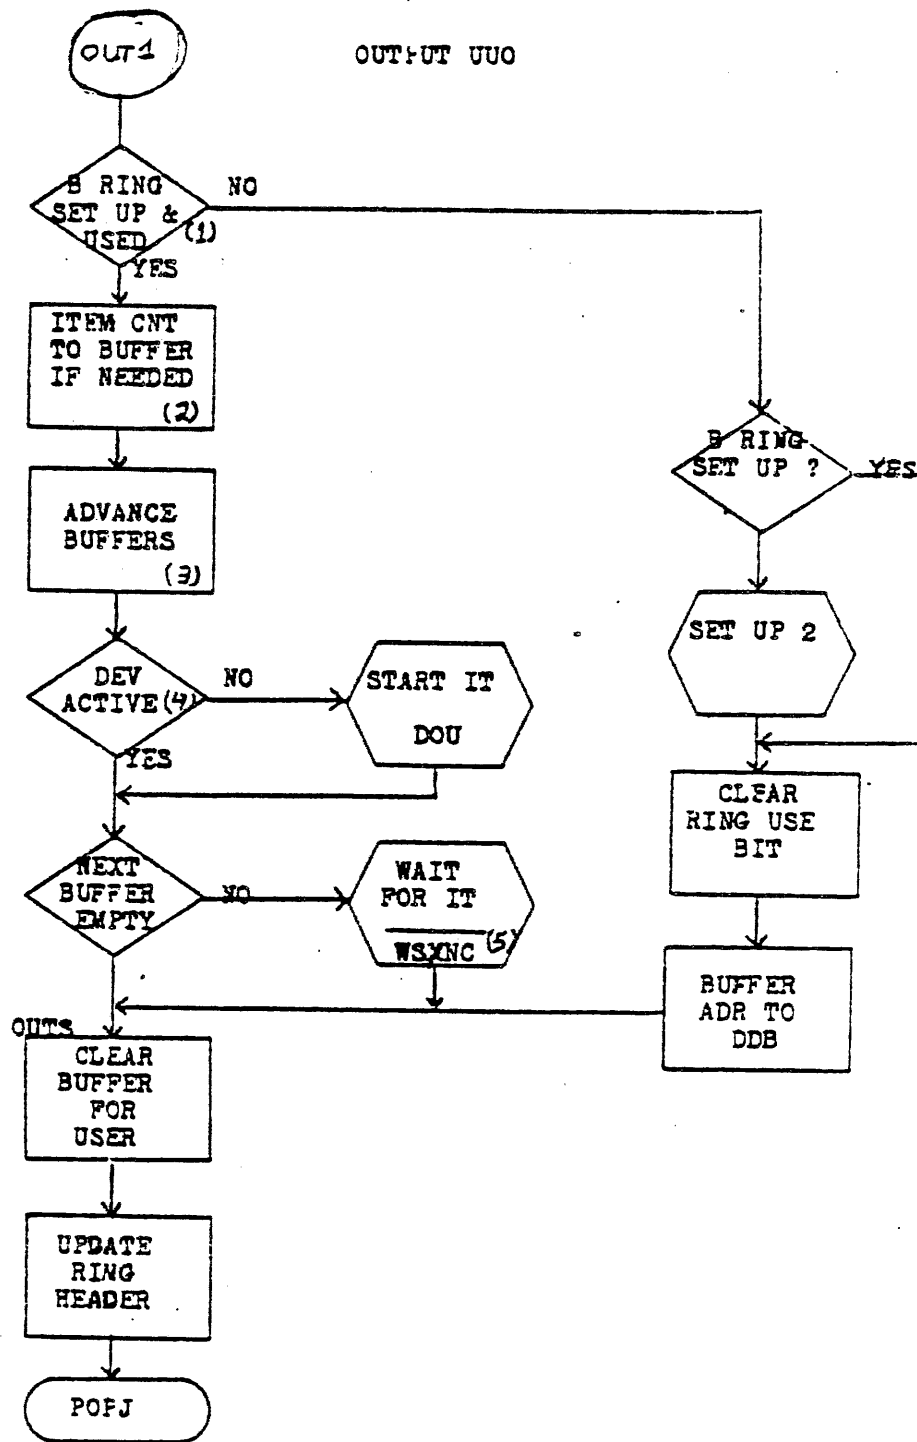 OUT1
OUTPUT UUO
B RING
SET UP &
USED (1)
NO
YES
ITEM CNT
TO BUFFER
IF NEEDED
(2)
ADVANCE
BUFFERS
(3)
DEV
ACTIVE (4)
NO
YES
START IT
DOU
B RING
SET UP ?
YES
SET UP 2
CLEAR
RING USE
BIT
BUFFER
ADR TO
DDB
NEXT
BUFFER
EMPTY
NO
WAIT
FOR IT
WSYNC (5)
OUTS
CLEAR
BUFFER
FOR
USER
UPDATE
RING
HEADER
POPJ